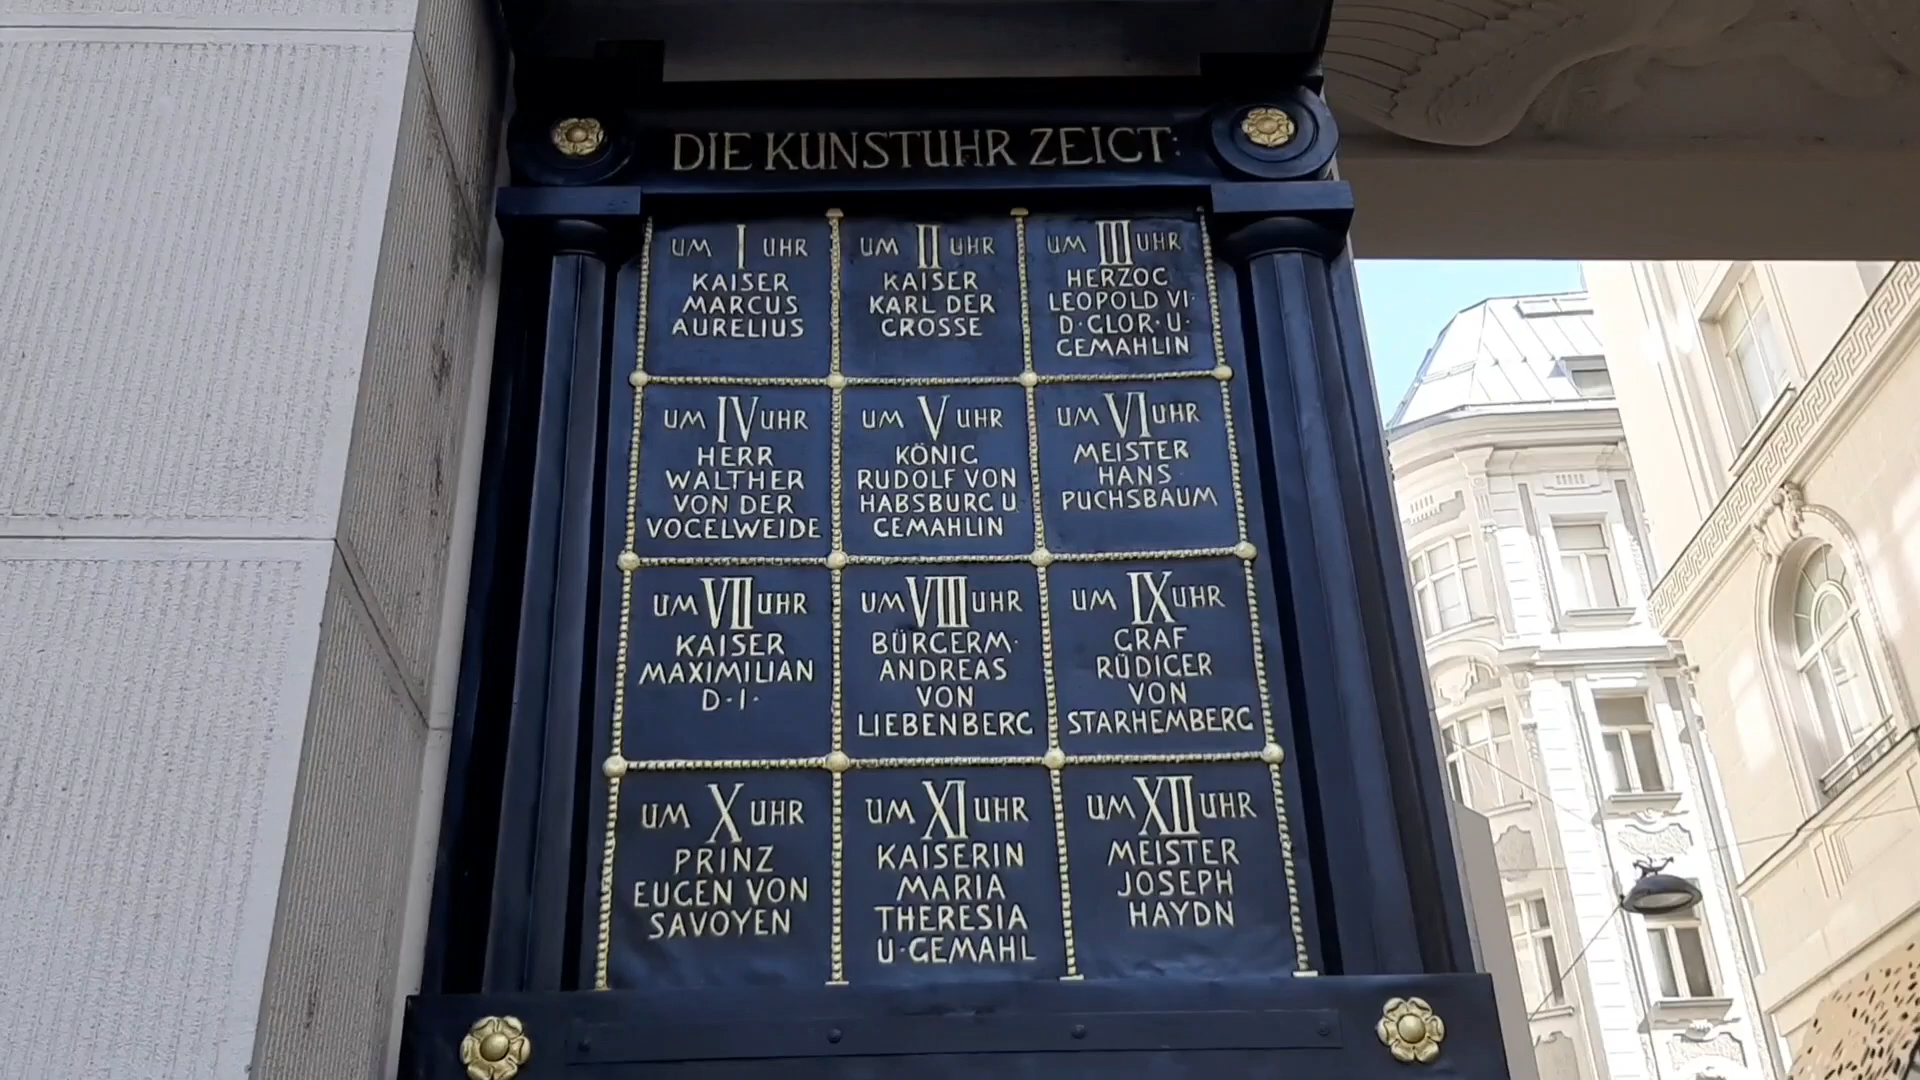 DIE KUNSTUHR ZEIGT:
UM I UHR
KAISER
MARCUS
AURELIUS
UM II UHR
KAISER
KARL DER
GROSSE
UM III UHR
HERZOG
LEOPOLD VI·
D·GLOR·U·
GEMAHLIN
UM IV UHR
HERR
WALTHER
VON DER
VOGELWEIDE
UM V UHR
KÖNIG
RUDOLF VON
HABSBURG U.
GEMAHLIN
UM VI UHR
MEISTER
HANS
PUCHSBAUM
UM VII UHR
KAISER
MAXIMILIAN
D·I·
UM VIII UHR
BÜRGERM·
ANDREAS
VON
LIEBENBERG
UM IX UHR
GRAF
RÜDIGER
VON
STARHEMBERG
UM X UHR
PRINZ
EUGEN VON
SAVOYEN
UM XI UHR
KAISERIN
MARIA
THERESIA
U·GEMAHL
UM XII UHR
MEISTER
JOSEPH
HAYDN